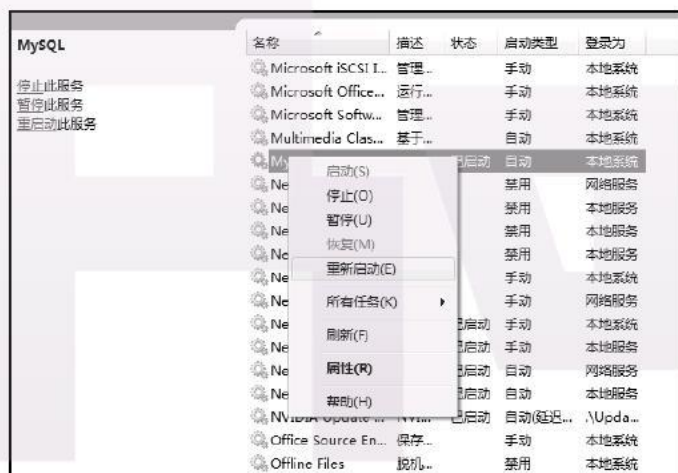 MySQL
停止此服务
暂停此服务
重启动此服务
名称 描述 状态 启动类型 登录为
Microsoft iSCSI I... 管理... 手动 本地系统
Microsoft Office... 运行... 手动 本地系统
Microsoft Softw... 管理... 手动 本地系统
Multimedia Clas... 基于... 自动 本地系统
My 已启动 自动 本地系统
Ne 禁用 网络服务
Ne 禁用 本地服务
Ne 禁用 本地服务
Ne 禁用 本地服务
Ne 手动 本地系统
Ne 手动 网络服务
Ne 已启动 手动 本地系统
Ne 已启动 手动 本地服务
Ne 已启动 自动 网络服务
Ne 已启动 自动 本地服务
NVIDIA Update ... NVI... 已启动 自动(延迟... .\Upda...
Office Source En... 保存... 手动 本地系统
Offline Files 脱机... 禁用 本地系统
启动(S)
停止(O)
暂停(U)
恢复(M)
重新启动(E)
所有任务(K)
刷新(F)
属性(R)
帮助(H)